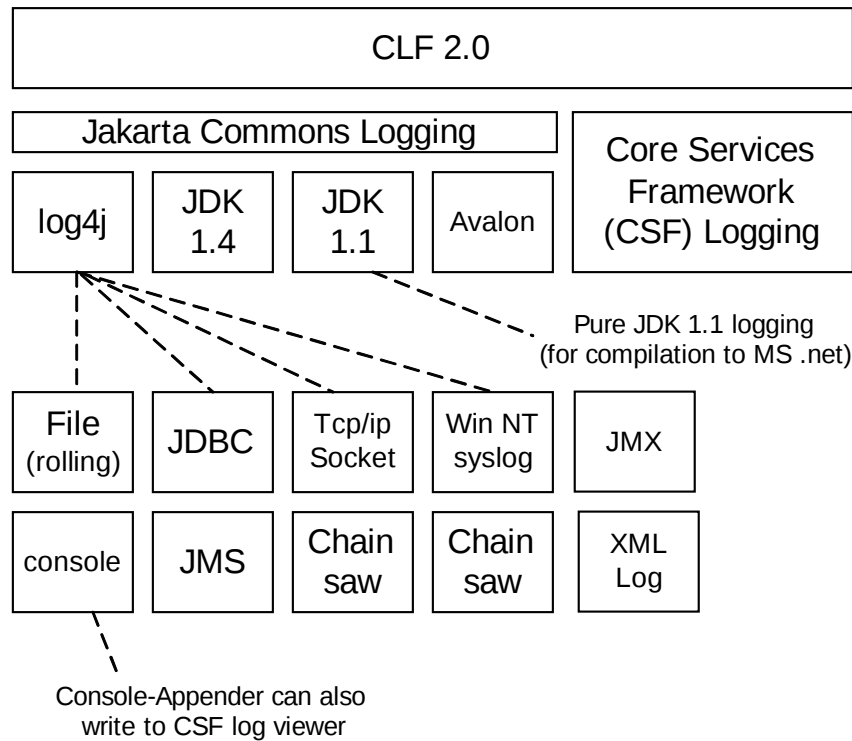 CLF 2.0
Jakarta Commons Logging
Core Services
Framework
(CSF) Logging
log4j
JDK
1.4
JDK
1.1
Avalon
Pure JDK 1.1 logging
(for compilation to MS .net)
File
(rolling)
JDBC
Tcp/ip
Socket
Win NT
syslog
JMX
console
JMS
Chain
saw
Chain
saw
XML
Log
Console-Appender can also
write to CSF log viewer